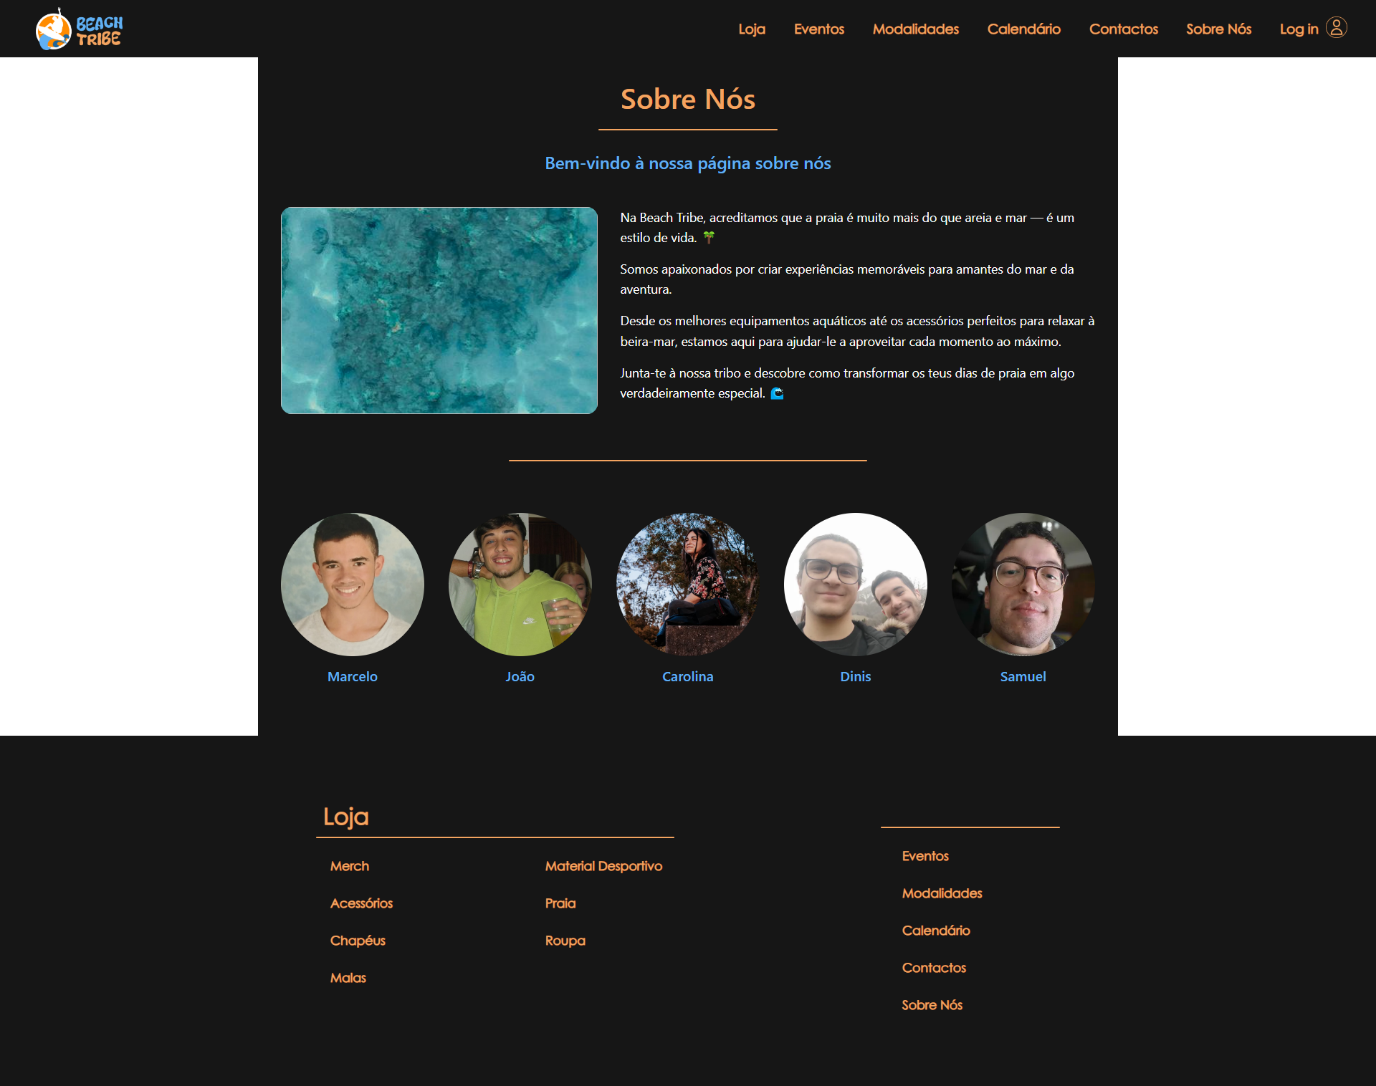 BEACH
TRIBE
Loja
Eventos
Modalidades
Calendário
Contactos
Sobre Nós
Log in
Sobre Nós
Bem-vindo à nossa página sobre nós
Na Beach Tribe, acreditamos que a praia é muito mais do que areia e mar — é um
estilo de vida. 🌴
Somos apaixonados por criar experiências memoráveis para amantes do mar e da
aventura.
Desde os melhores equipamentos aquáticos até os acessórios perfeitos para relaxar à
beira-mar, estamos aqui para ajudar-le a aproveitar cada momento ao máximo.
Junta-te à nossa tribo e descobre como transformar os teus dias de praia em algo
verdadeiramente especial. 🌊
Marcelo
João
Carolina
Dinis
Samuel
Loja
Merch
Acessórios
Chapéus
Malas
Material Desportivo
Praia
Roupa
Eventos
Modalidades
Calendário
Contactos
Sobre Nós